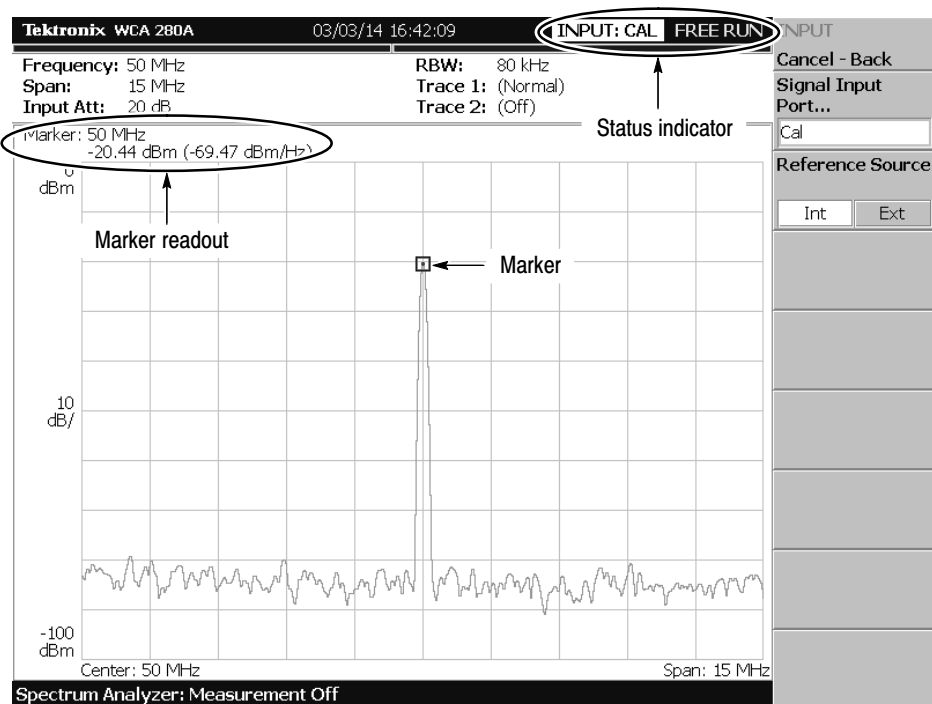 Tektronix WCA 280A 03/03/14 16:42:09 INPUT: CAL FREE RUN
Frequency: 50 MHz RBW: 80 kHz
Span: 15 MHz Trace 1: (Normal)
Input Att: 20 dB Trace 2: (Off)
Marker: 50 MHz
-20.44 dBm (-69.47 dBm/Hz)
Status indicator
0
dBm
Marker readout
Marker
10
dB/
-100
dBm
Center: 50 MHz Span: 15 MHz
Spectrum Analyzer: Measurement Off
INPUT
Cancel - Back
Signal Input
Port...
Cal
Reference Source
Int Ext